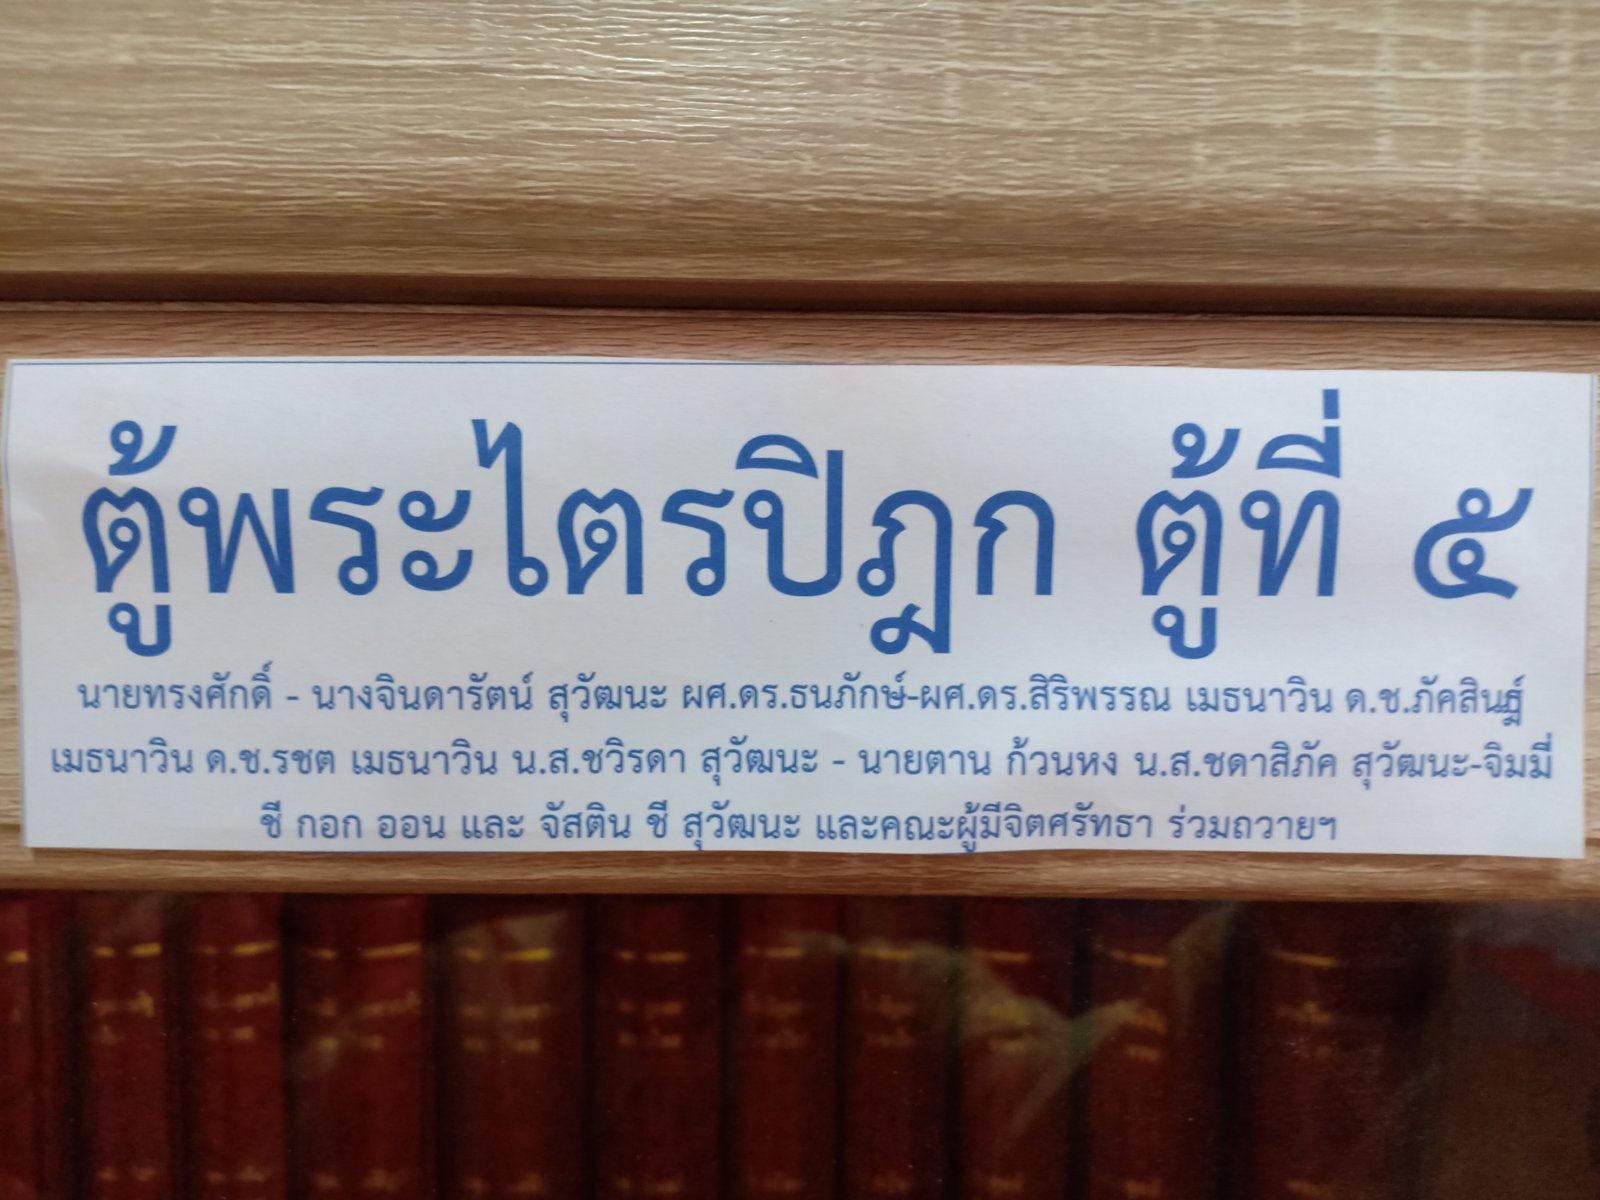 ตู้พระไตรปิฎก ตู้ที่ ๕
นายทรงศักดิ์ - นางจินดารัตน์ สุวัฒนะ ผศ.ดร.ธนภักษ์-ผศ.ดร.สิริพรรณ เมธนาวิน ด.ช.ภัคสินฎ์
เมธนาวิน ด.ช.รชต เมธนาวิน น.ส.ชวิรดา สุวัฒนะ - นายตาน ก้วนหง น.ส.ชดาสิภัค สุวัฒนะ-จิมมี่
ชี กอก ออน และ จัสติน ชี สุวัฒนะ และคณะผู้มีจิตศรัทธา ร่วมถวายฯ